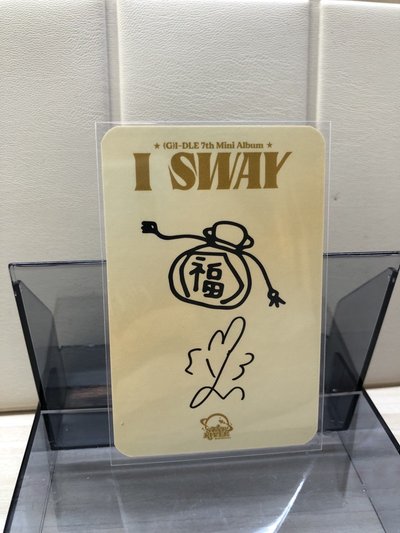 ★ (G)I-DLE 7th Mini Album ★
I SWAY
福